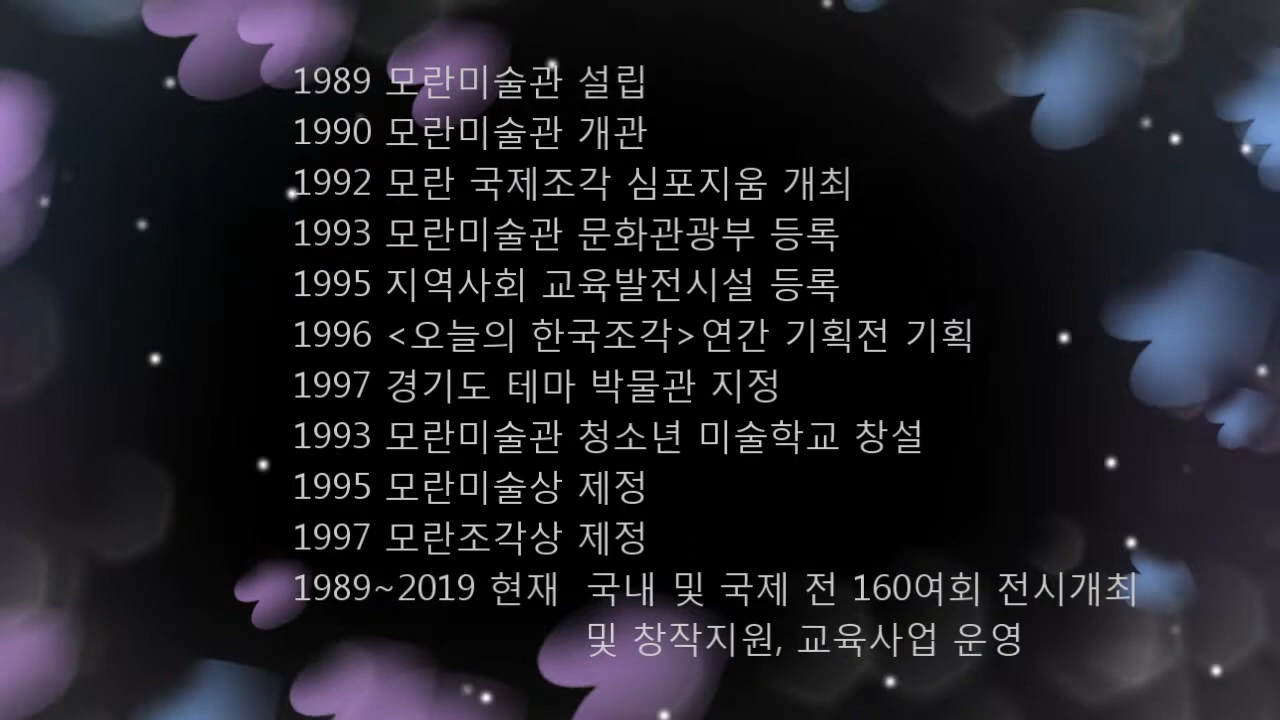 1989 모란미술관 설립
1990 모란미술관 개관
1992 모란 국제조각 심포지움 개최
1993 모란미술관 문화관광부 등록
1995 지역사회 교육발전시설 등록
1996 <오늘의 한국조각>연간 기획전 기획
1997 경기도 테마 박물관 지정
1993 모란미술관 청소년 미술학교 창설
1995 모란미술상 제정
1997 모란조각상 제정
1989~2019 현재 국내 및 국제 전 160여회 전시개최
및 창작지원, 교육사업 운영